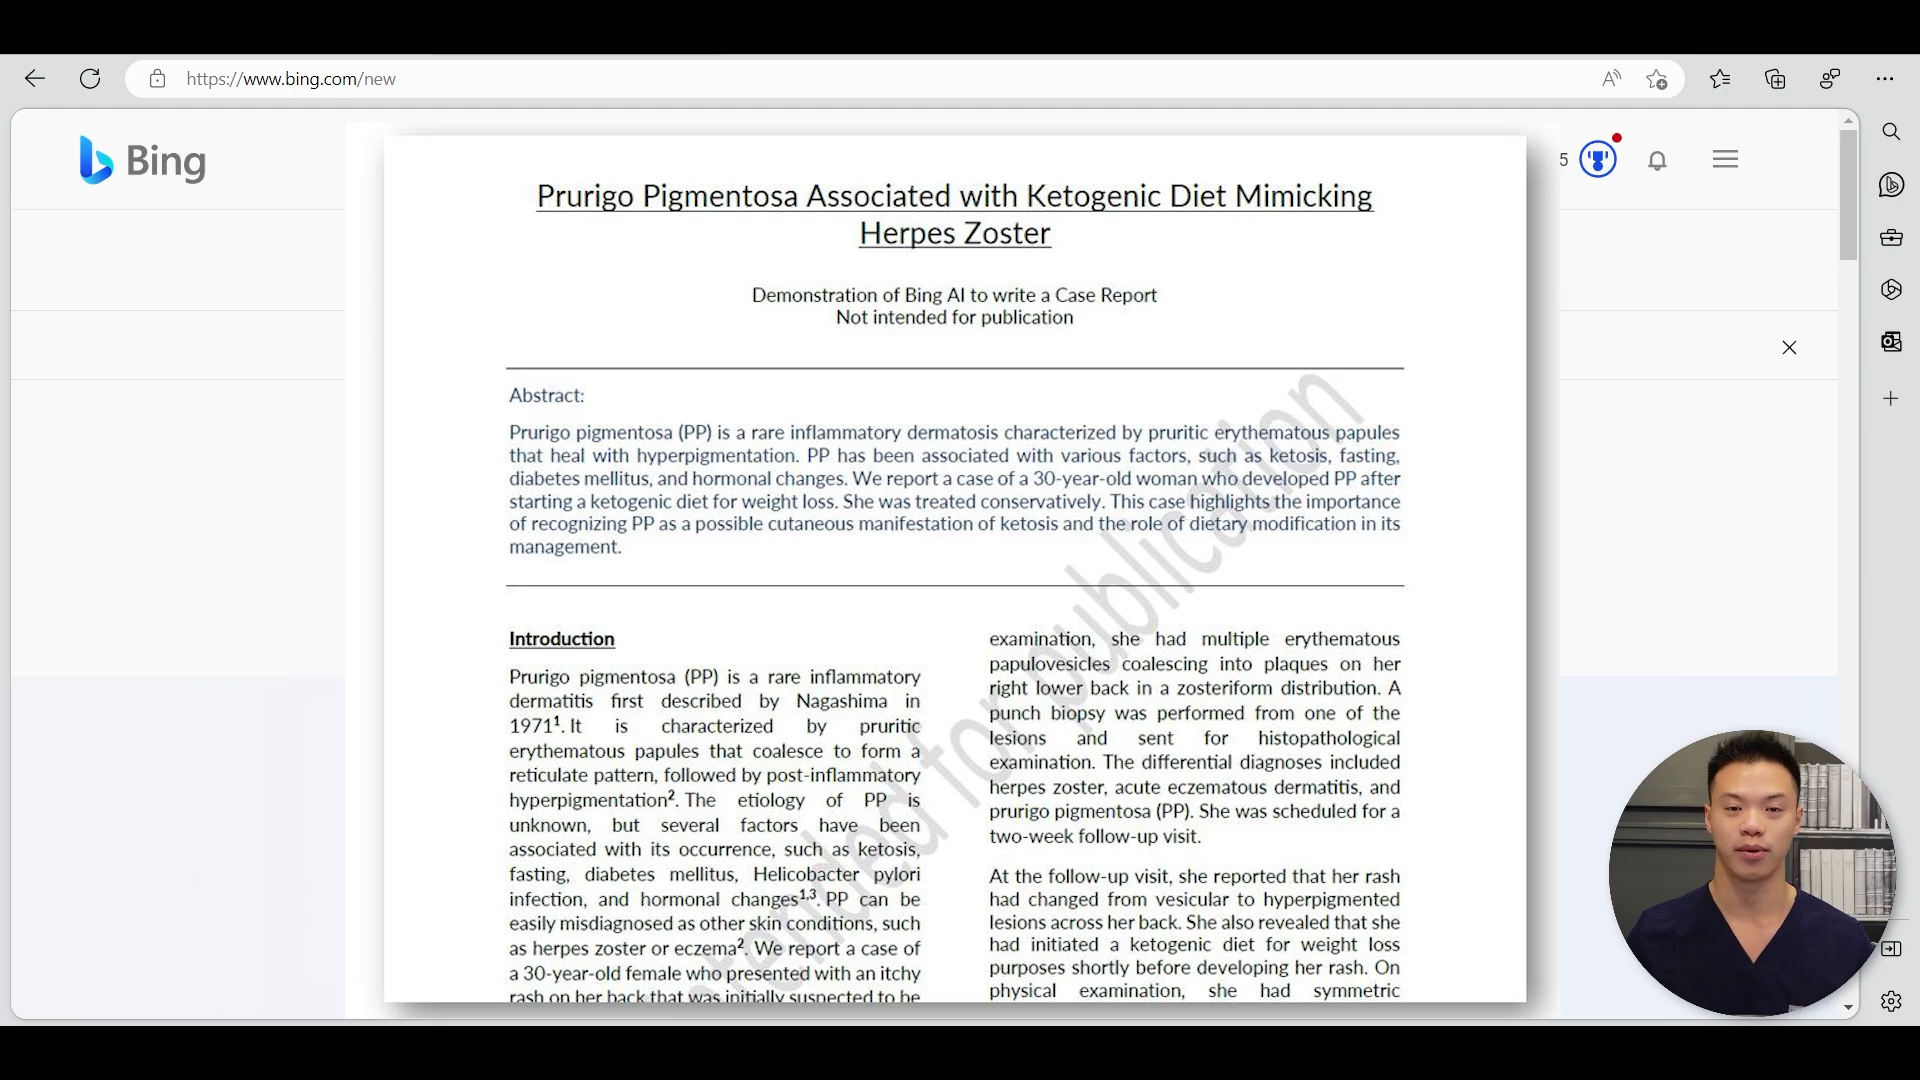 https://www.bing.com/new
Bing
5
Prurigo Pigmentosa Associated with Ketogenic Diet Mimicking
Herpes Zoster
Demonstration of Bing AI to write a Case Report
Not intended for publication
Abstract:
Prurigo pigmentosa (PP) is a rare inflammatory dermatosis characterized by pruritic erythematous papules
that heal with hyperpigmentation. PP has been associated with various factors, such as ketosis, fasting,
diabetes mellitus, and hormonal changes. We report a case of a 30-year-old woman who developed PP after
starting a ketogenic diet for weight loss. She was treated conservatively. This case highlights the importance
of recognizing PP as a possible cutaneous manifestation of ketosis and the role of dietary modification in its
management.
Introduction
Prurigo pigmentosa (PP) is a rare inflammatory
dermatitis first described by Nagashima in
1971¹. It is characterized by pruritic
erythematous papules that coalesce to form a
reticulate pattern, followed by post-inflammatory
hyperpigmentation². The etiology of PP is
unknown, but several factors have been
associated with its occurrence, such as ketosis,
fasting, diabetes mellitus, Helicobacter pylori
infection, and hormonal changes¹,³. PP can be
easily misdiagnosed as other skin conditions, such
as herpes zoster or eczema². We report a case of
a 30-year-old female who presented with an itchy
rash on her back that was initially suspected to be
examination, she had multiple erythematous
papulovesicles coalescing into plaques on her
right lower back in a zosteriform distribution. A
punch biopsy was performed from one of the
lesions and sent for histopathological
examination. The differential diagnoses included
herpes zoster, acute eczematous dermatitis, and
prurigo pigmentosa (PP). She was scheduled for a
two-week follow-up visit.
At the follow-up visit, she reported that her rash
had changed from vesicular to hyperpigmented
lesions across her back. She also revealed that she
had initiated a ketogenic diet for weight loss
purposes shortly before developing her rash. On
physical examination, she had symmetric
tended for publication